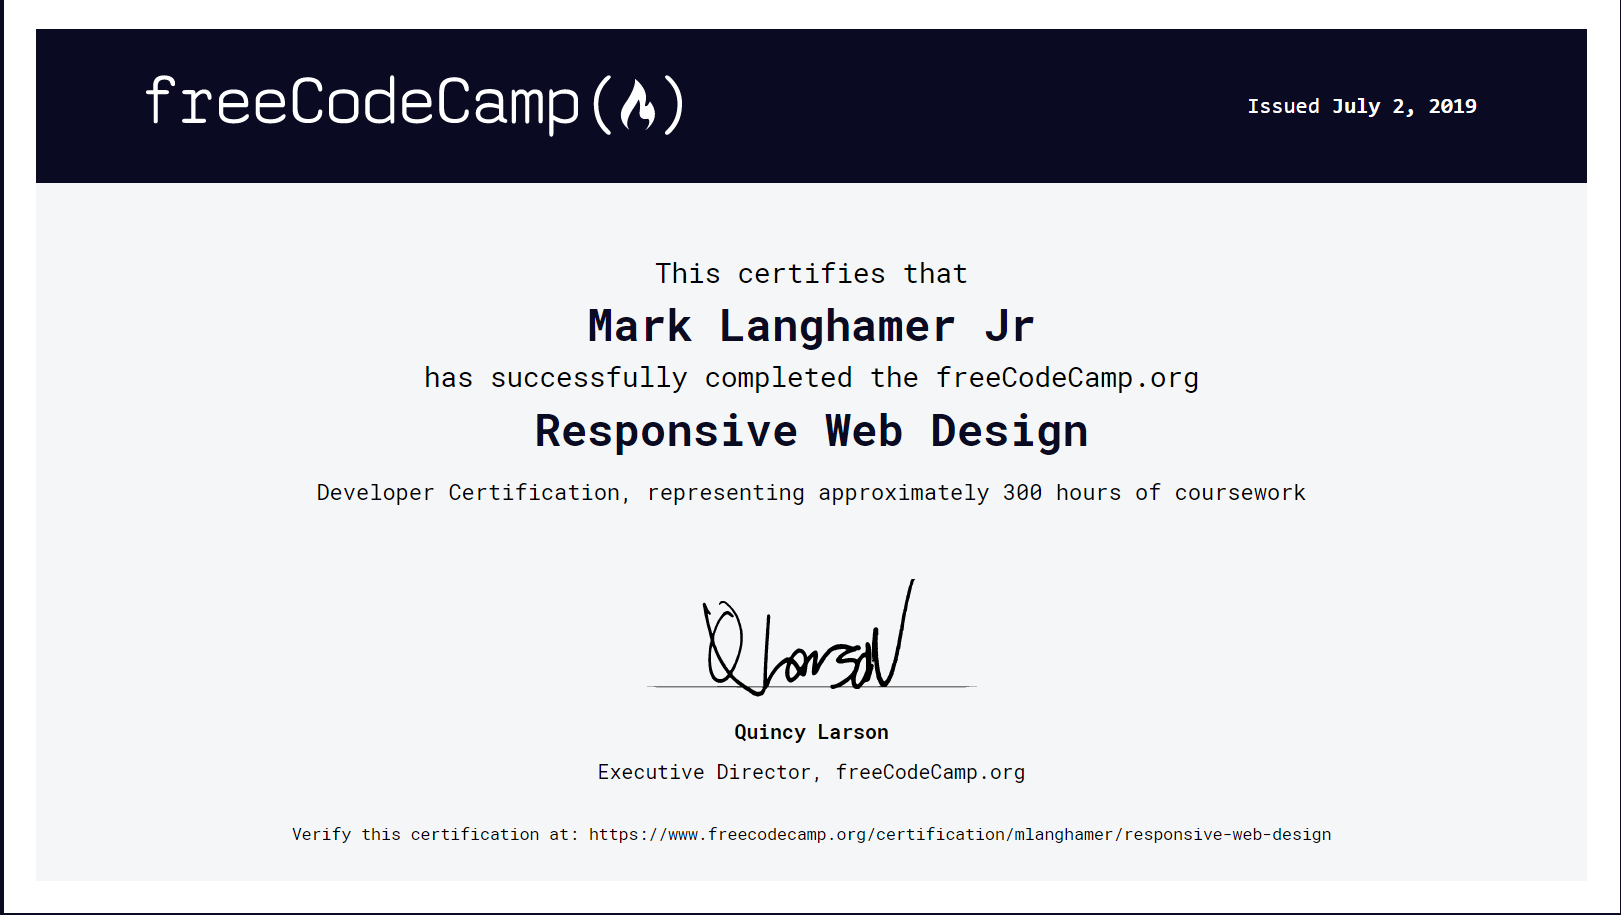 freeCodeCamp(🔥)
Issued July 2, 2019
This certifies that
Mark Langhamer Jr
has successfully completed the freeCodeCamp.org
Responsive Web Design
Developer Certification, representing approximately 300 hours of coursework
Q Larson
Quincy Larson
Executive Director, freeCodeCamp.org
Verify this certification at: https://www.freecodecamp.org/certification/mlanghamer/responsive-web-design